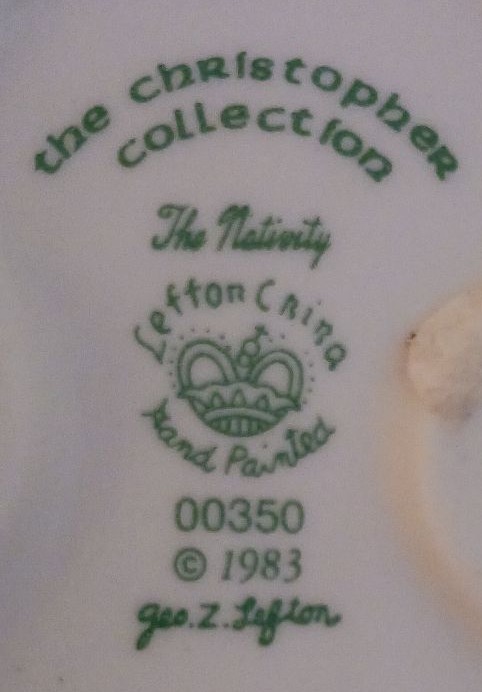 the christopher
collection
The Nativity
Lefton China
Hand Painted
00350
© 1983
Geo. Z. Lefton